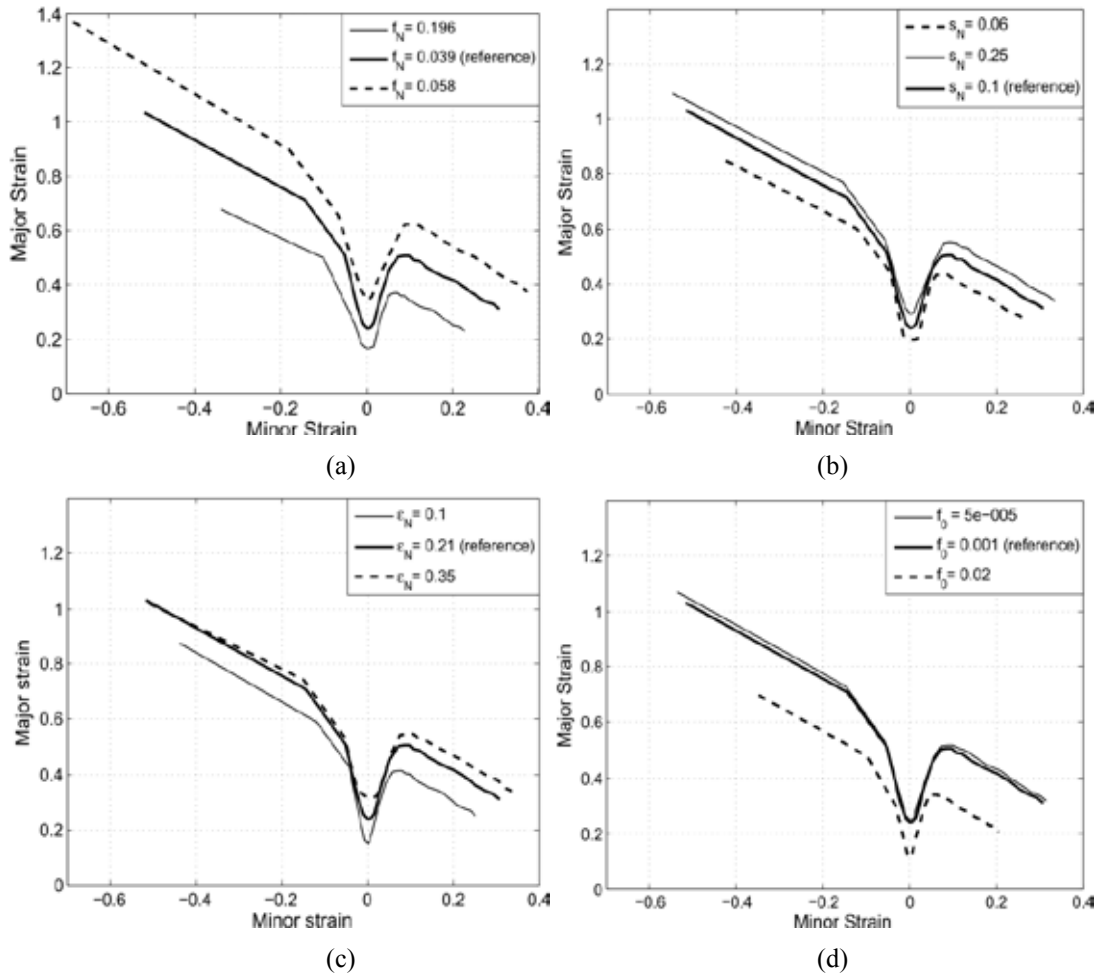 1.4
1.2
1
0.8
0.6
0.4
0.2
0
−0.6
−0.4
−0.2
0
0.2
0.4
Major Strain
Minor Strain
f_N= 0.196
f_N= 0.039 (reference)
f_N= 0.058
(a)
1.2
1
0.8
0.6
0.4
0.2
0
−0.6
−0.4
−0.2
0
0.2
0.4
Major Strain
Minor Strain
s_N= 0.06
s_N= 0.25
s_N= 0.1 (reference)
(b)
1.2
1
0.8
0.6
0.4
0.2
0
−0.6
−0.4
−0.2
0
0.2
0.4
Major strain
Minor strain
ε_N= 0.1
ε_N= 0.21 (reference)
ε_N= 0.35
(c)
1.2
1
0.8
0.6
0.4
0.2
0
−0.6
−0.4
−0.2
0
0.2
0.4
Major Strain
Minor Strain
f_0 = 5e−005
f_0 = 0.001 (reference)
f_0 = 0.02
(d)